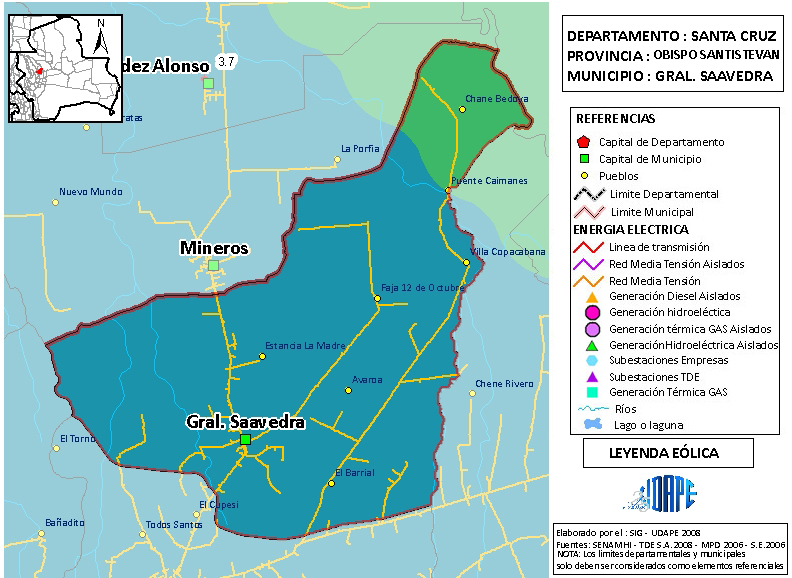 N
dez Alonso
3.7
ratas
Chane Bedoya
La Porfia
Puente Caimanes
Nuevo Mundo
Mineros
Villa Copacabana
Faja 12 de Octubre
Estancia La Madre
Avaroa
Chene Rivero
Gral. Saavedra
El Torno
El Barrial
El Cupesi
Bañadito
Todos Santos
DEPARTAMENTO : SANTA CRUZ
PROVINCIA : OBISPO SANTISTEVAN
MUNICIPIO : GRAL. SAAVEDRA
REFERENCIAS
Capital de Departamento
Capital de Municipio
Pueblos
Limite Departamental
Limite Municipal
ENERGIA ELECTRICA
Linea de transmisión
Red Media Tensión Aislados
Red Media Tensión
Generación Diesel Aislados
Generación hidroeléctica
Generación térmica GAS Aislados
Generación Hidroeléctrica Aislados
Subestaciones Empresas
Subestaciones TDE
Generación Térmica GAS
Ríos
Lago o laguna
LEYENDA EÓLICA
UDAPE
Elaborado por el : SIG - UDAPE 2008
Fuentes: SENAMHI - TDE S.A. 2008 - MPD 2006 - S.E. 2006
NOTA: Los límites departamentales y municipales
solo deben ser considerados como elementos referenciales